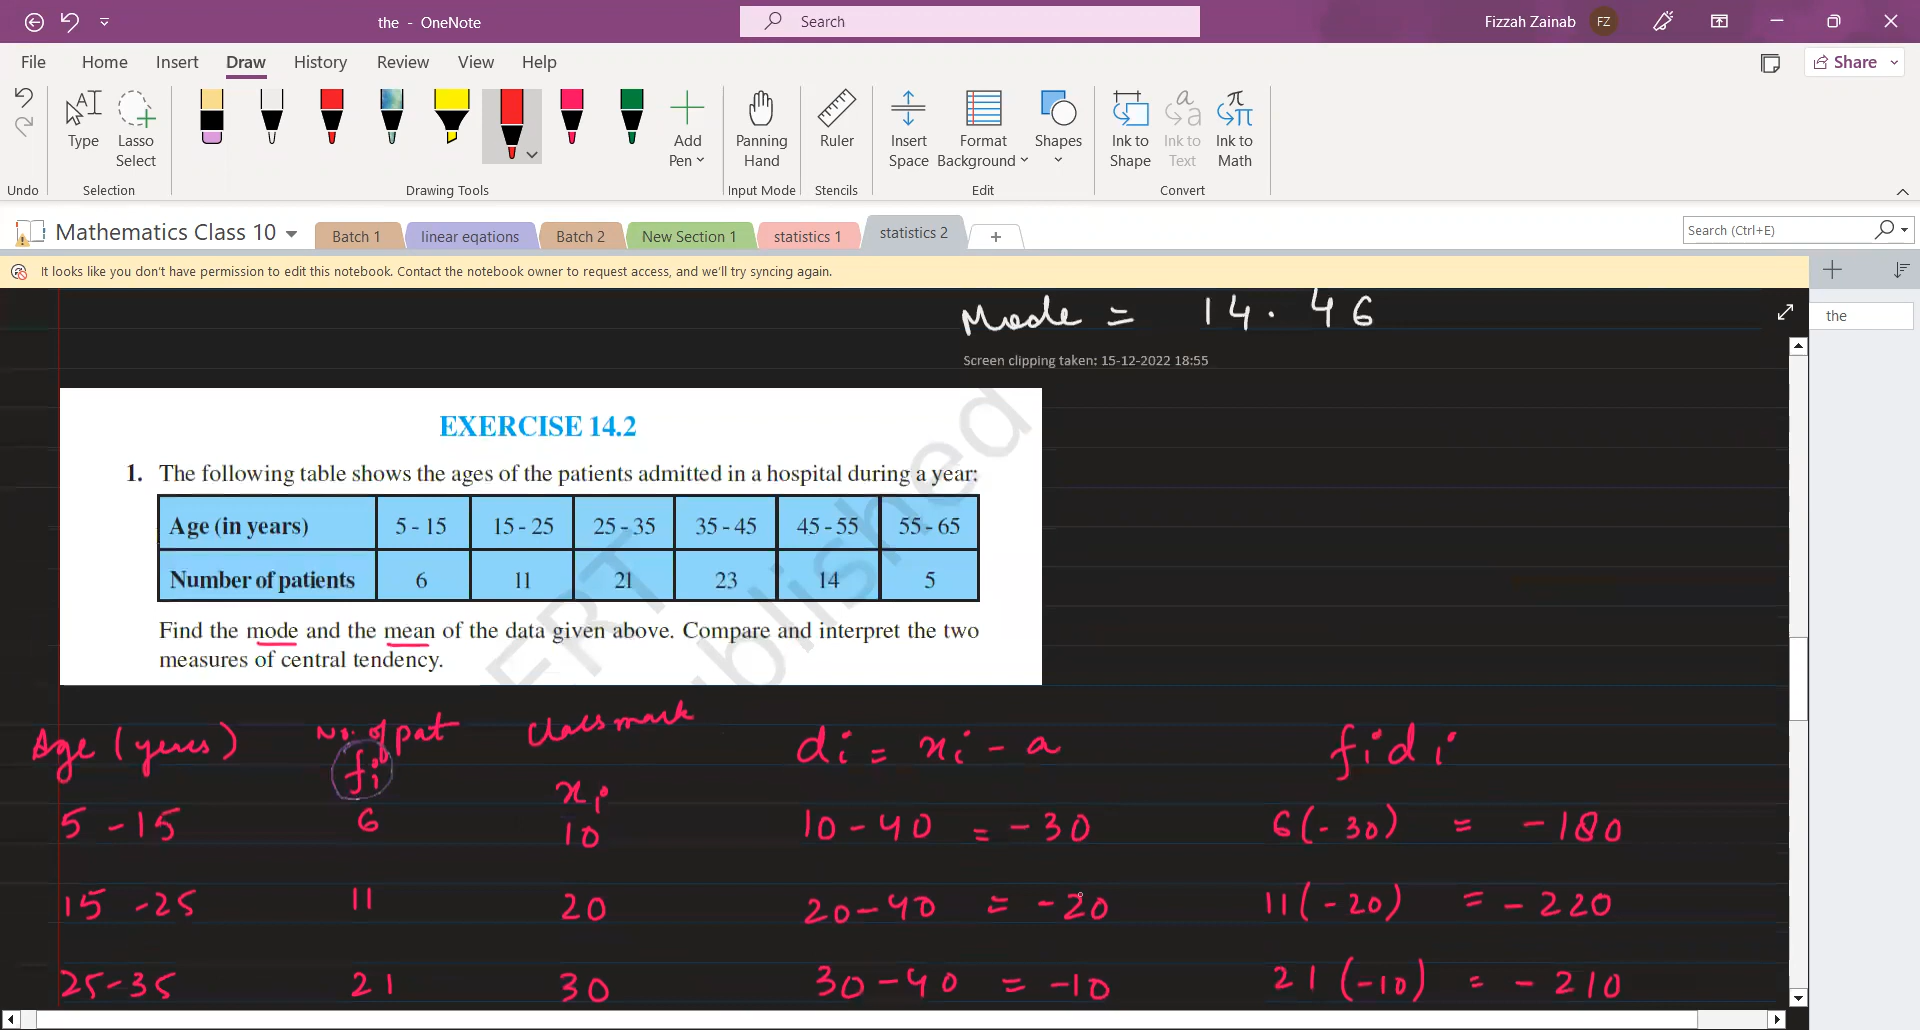 the - OneNote
Search
Fizzah Zainab
FZ
File Home Insert Draw History Review View Help
Share
Type
Lasso Select
Add Pen
Panning Hand
Ruler
Insert Space
Format Background
Shapes
Ink to Shape
Ink to Text
Ink to Math
Undo
Selection
Drawing Tools
Input Mode
Stencils
Edit
Convert
Mathematics Class 10
Batch 1
linear eqations
Batch 2
New Section 1
statistics 1
statistics 2
+
Search (Ctrl+E)
It looks like you don't have permission to edit this notebook. Contact the notebook owner to request access, and we'll try syncing again.
the
Mode = 14.46
Screen clipping taken: 15-12-2022 18:55
EXERCISE 14.2
1. The following table shows the ages of the patients admitted in a hospital during a year:
Age (in years) 5 - 15 15 - 25 25 - 35 35 - 45 45 - 55 55 - 65
Number of patients 6 11 21 23 14 5
Find the mode and the mean of the data given above. Compare and interpret the two
measures of central tendency.
Age (years) No. of pat fi Class mark xi di = xi - a fidi
5 - 15 6 10 10 - 40 = - 30 6(- 30) = - 180
15 - 25 11 20 20 - 40 = - 20 11(- 20) = - 220
25 - 35 21 30 30 - 40 = - 10 21 (- 10) = - 210